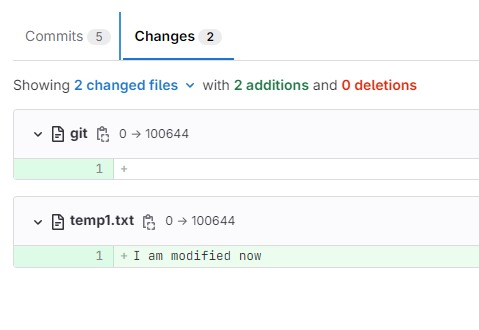 Commits 5 Changes 2
Showing 2 changed files with 2 additions and 0 deletions
git 0 → 100644
1 +
temp1.txt 0 → 100644
1 + I am modified now